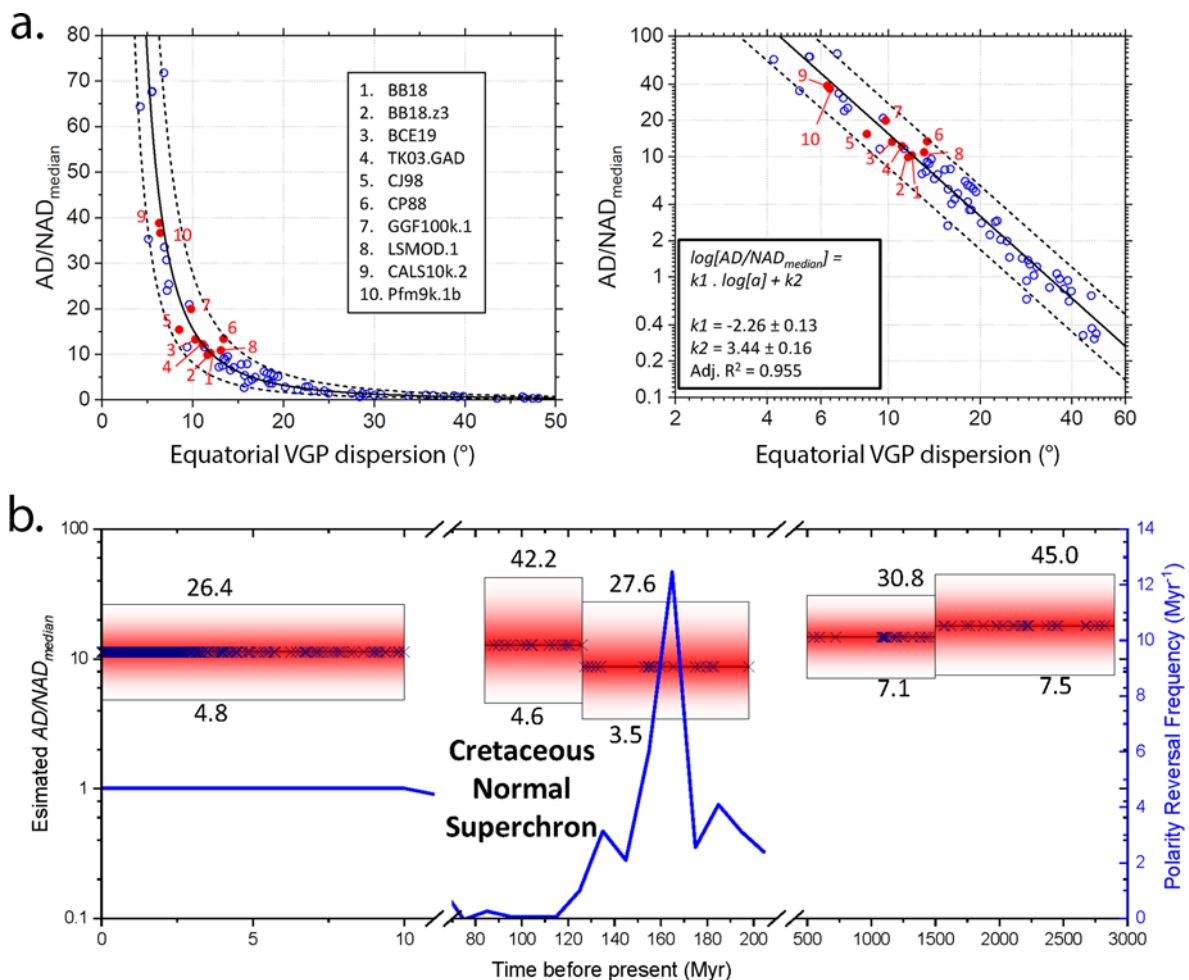 a.
80
70
60
50
40
30
20
10
0
AD/NAD median
0 10 20 30 40 50
Equatorial VGP dispersion (°)
1. BB18
2. BB18.z3
3. BCE19
4. TK03.GAD
5. CJ98
6. CP88
7. GGF100k.1
8. LSMOD.1
9. CALS10k.2
10. Pfm9k.1b
9
10
7
5
6
3
8
4
2
1
100
40
20
10
4
2
1
0.4
0.2
0.1
AD/NAD median
2 4 10 20 40 60
Equatorial VGP dispersion (°)
9
10
7
5
6
3
8
4
2
1
log[AD/NAD median] =
k1 . log[a] + k2
k1 = -2.26 ± 0.13
k2 = 3.44 ± 0.16
Adj. R² = 0.955
b.
100
10
1
0.1
Esimated AD/NAD median
26.4
4.8
42.2
4.6
27.6
3.5
30.8
7.1
45.0
7.5
Cretaceous
Normal
Superchron
14
12
10
8
6
4
2
0
Polarity Reversal Frequency (Myr⁻¹)
0 5 10 80 100 120 140 160 180 200 500 1000 1500 2000 2500 3000
Time before present (Myr)